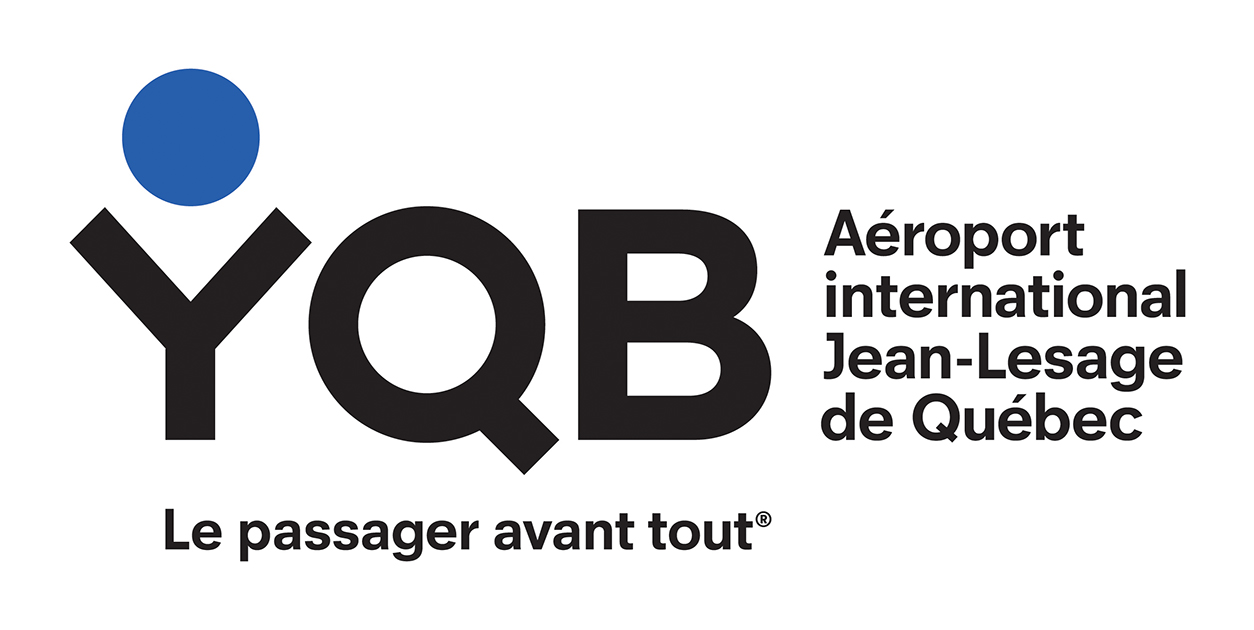 YQB
Aéroport
international
Jean-Lesage
de Québec
Le passager avant tout®